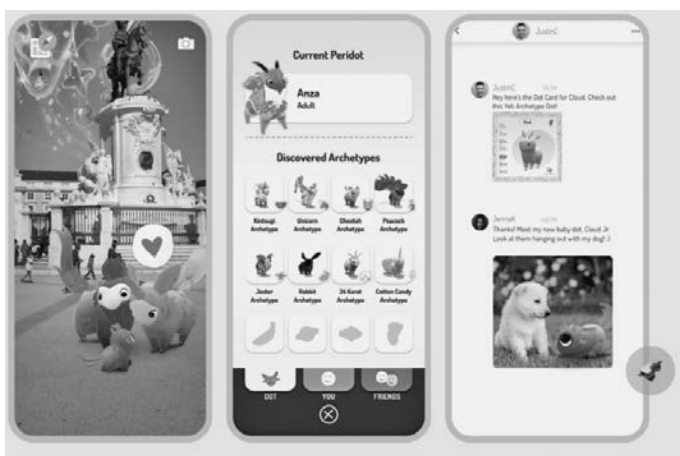 Current Peridot
Anza
Adult
Discovered Archetypes
Kintsugi
Archetype
Unicorn
Archetype
Cheetah
Archetype
Peacock
Archetype
Jester
Archetype
Rabbit
Archetype
24 Karat
Archetype
Cotton Candy
Archetype
DOT
YOU
FRIENDS
JustinC
JustinC
Hey here's the Dot Card for Cloud. Check out
this Yeti Archetype Dot!
JennaK
Thanks! Meet my new baby dot, Cloud Jr.
Look at them hanging out with my dog! :)